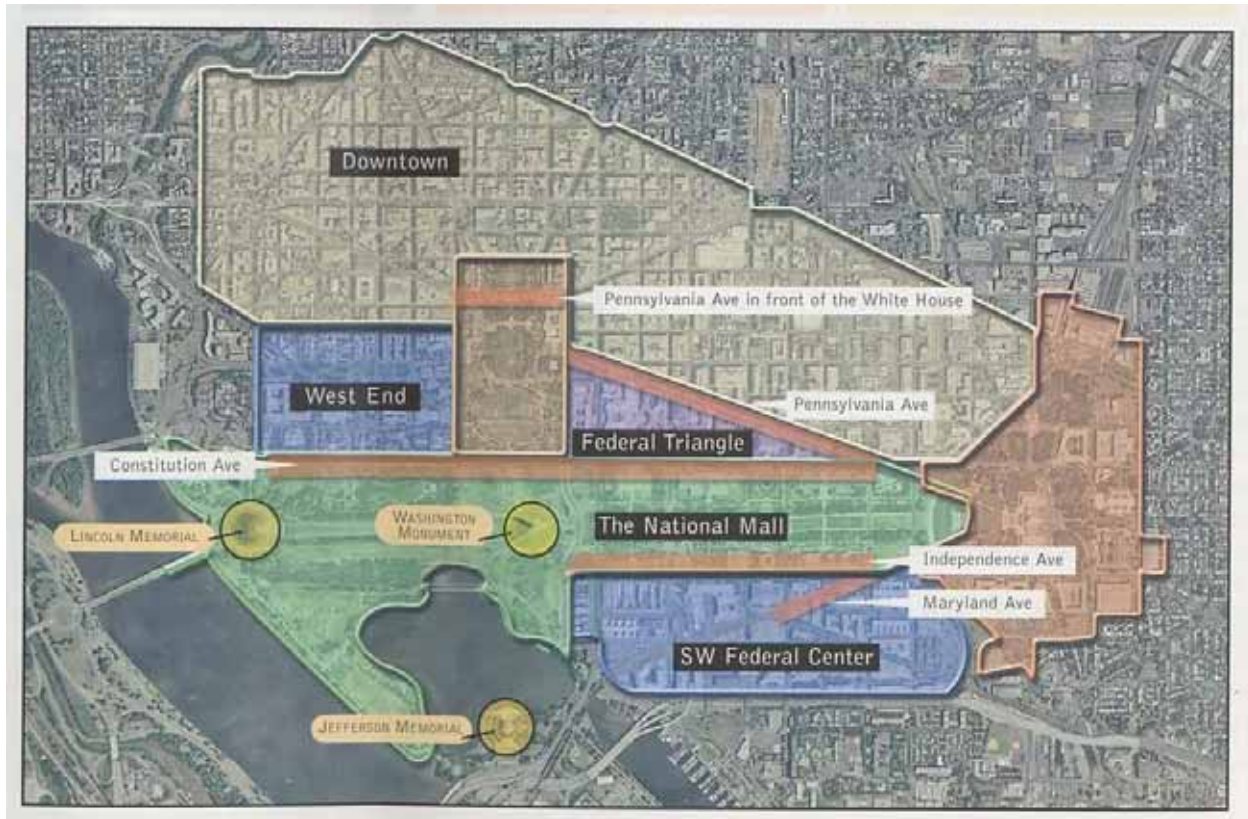 Downtown
Pennsylvania Ave in front of the White House
West End
Pennsylvania Ave
Federal Triangle
Constitution Ave
LINCOLN MEMORIAL
WASHINGTON
MONUMENT
The National Mall
Independence Ave
Maryland Ave
SW Federal Center
JEFFERSON MEMORIAL